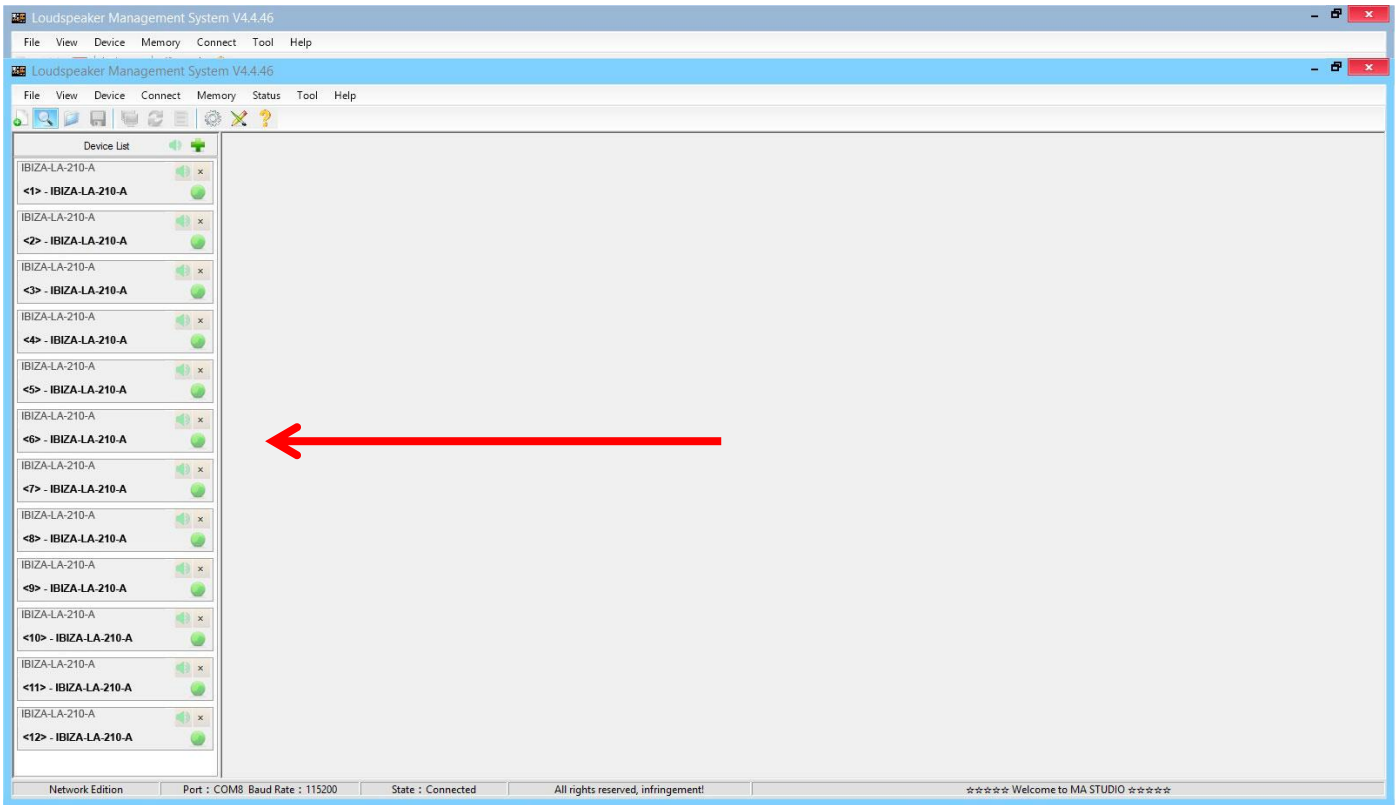 Loudspeaker Management System V4.4.46
File View Device Memory Connect Tool Help
Loudspeaker Management System V4.4.46
File View Device Connect Memory Status Tool Help
Device List
IBIZA-LA-210-A
<1> - IBIZA-LA-210-A
IBIZA-LA-210-A
<2> - IBIZA-LA-210-A
IBIZA-LA-210-A
<3> - IBIZA-LA-210-A
IBIZA-LA-210-A
<4> - IBIZA-LA-210-A
IBIZA-LA-210-A
<5> - IBIZA-LA-210-A
IBIZA-LA-210-A
<6> - IBIZA-LA-210-A
IBIZA-LA-210-A
<7> - IBIZA-LA-210-A
IBIZA-LA-210-A
<8> - IBIZA-LA-210-A
IBIZA-LA-210-A
<9> - IBIZA-LA-210-A
IBIZA-LA-210-A
<10> - IBIZA-LA-210-A
IBIZA-LA-210-A
<11> - IBIZA-LA-210-A
IBIZA-LA-210-A
<12> - IBIZA-LA-210-A
Network Edition Port : COM8 Baud Rate : 115200 State : Connected All rights reserved, infringement! ☆☆☆☆☆ Welcome to MA STUDIO ☆☆☆☆☆